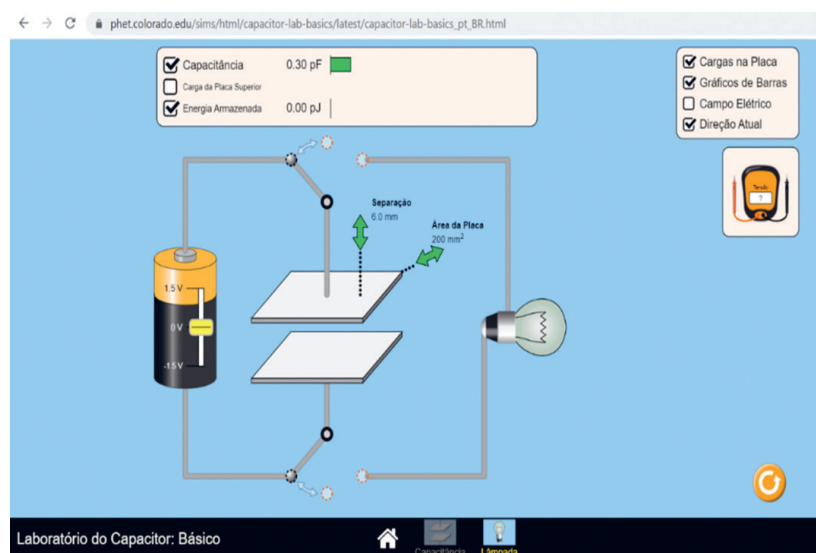 phet.colorado.edu/sims/html/capacitor-lab-basics/latest/capacitor-lab-basics_pt_BR.html
Capacitância 0.30 pF
Carga da Placa Superior
Energia Armazenada 0.00 pJ
Cargas na Placa
Gráficos de Barras
Campo Elétrico
Direção Atual
Tensão
?
Separação
6.0 mm
Área da Placa
200 mm²
1.5 V
0 V
-1.5 V
Laboratório do Capacitor: Básico
Capacitância
Lâmpada